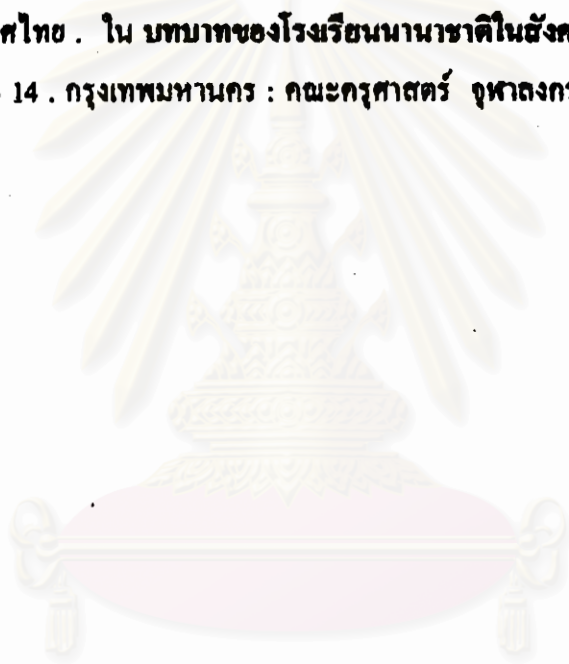 ศไทย . ใน บทบาทของโรงเรียนนานาชาติในสังค
14 . กรุงเทพมหานคร : คณะครุศาสตร์ จุฬาลงกร